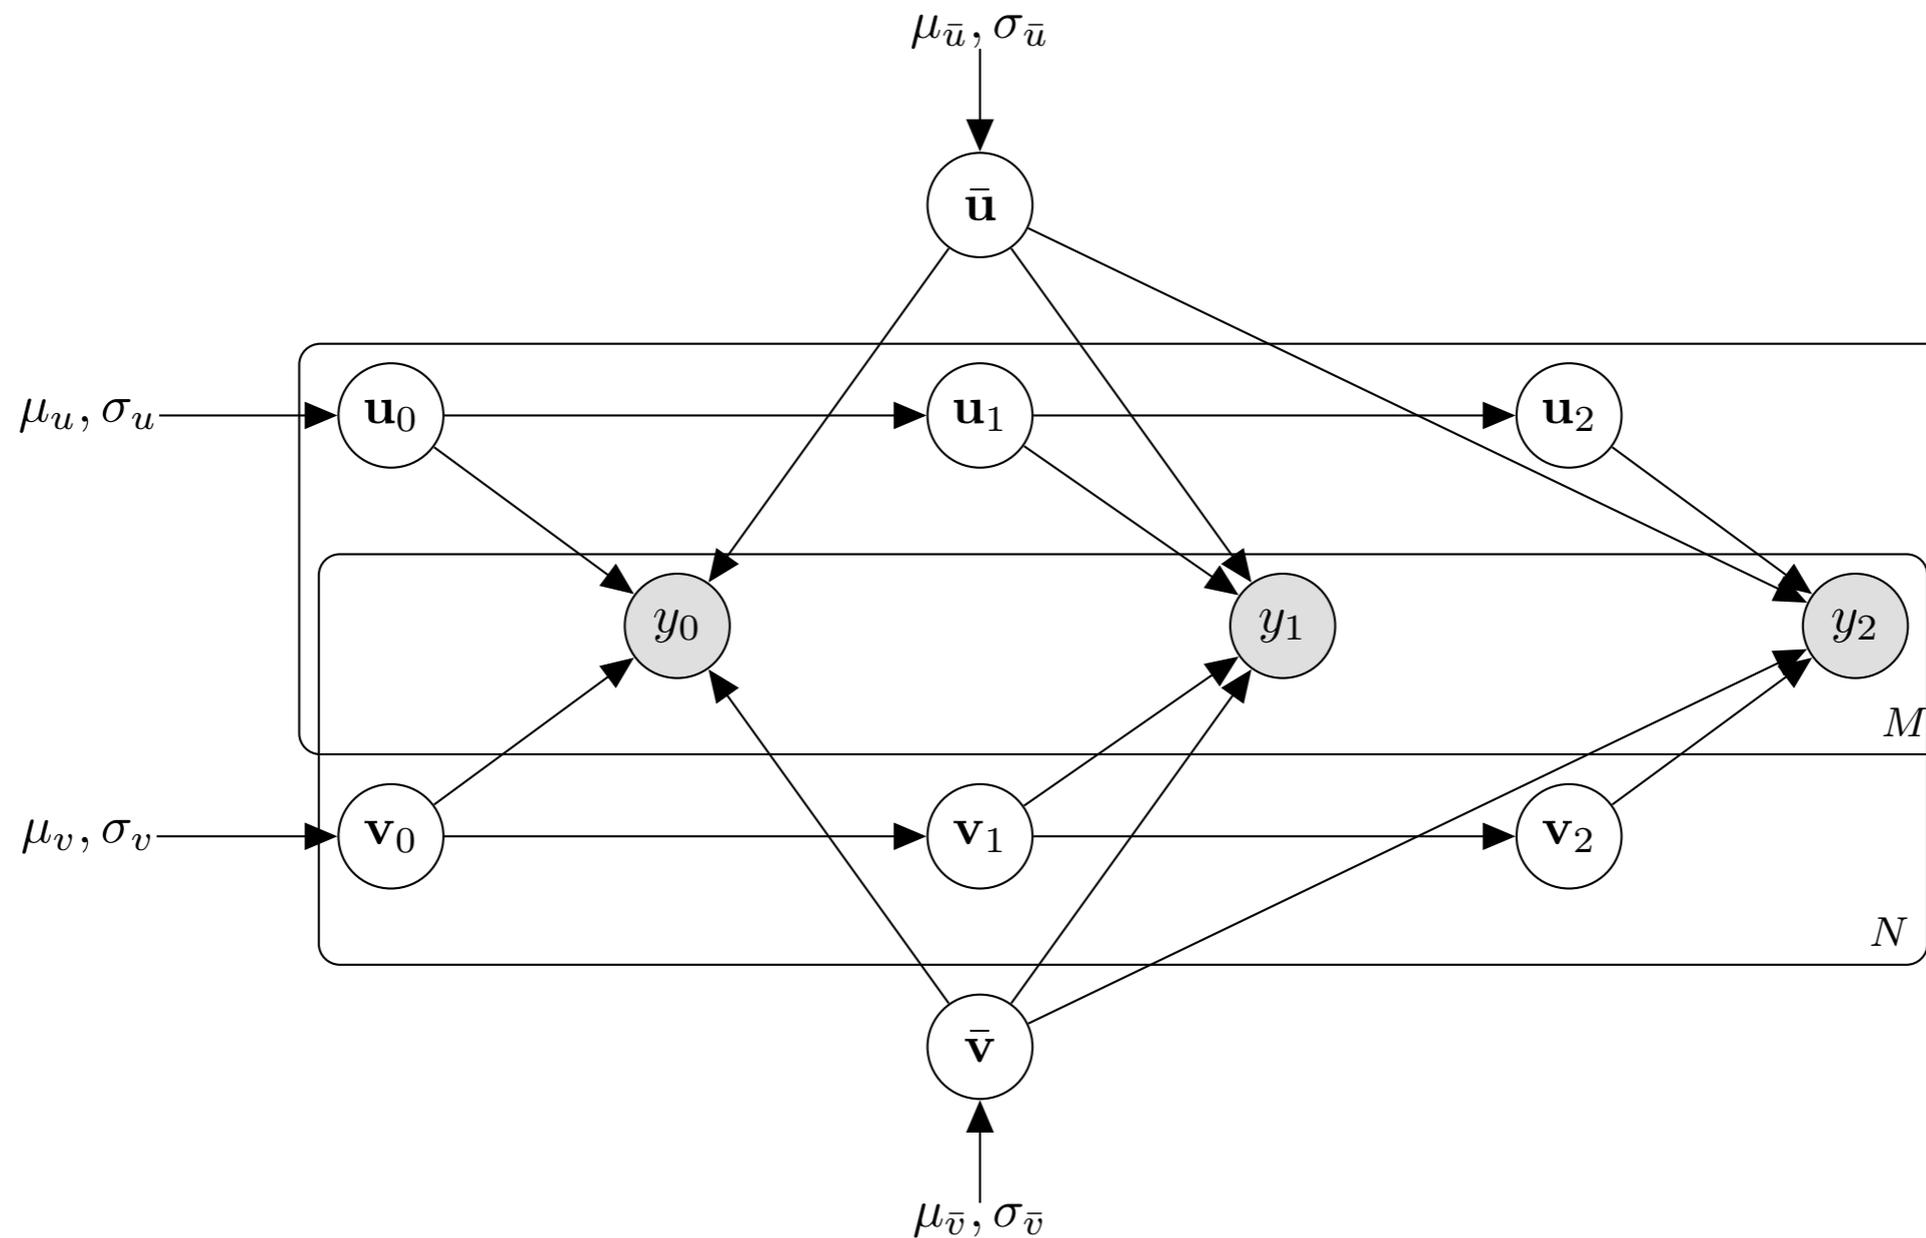 μ_ū, σ_ū
ū
μ_u, σ_u u_0 u_1 u_2
y_0 y_1 y_2
M
μ_v, σ_v v_0 v_1 v_2
N
v̄
μ_v̄, σ_v̄